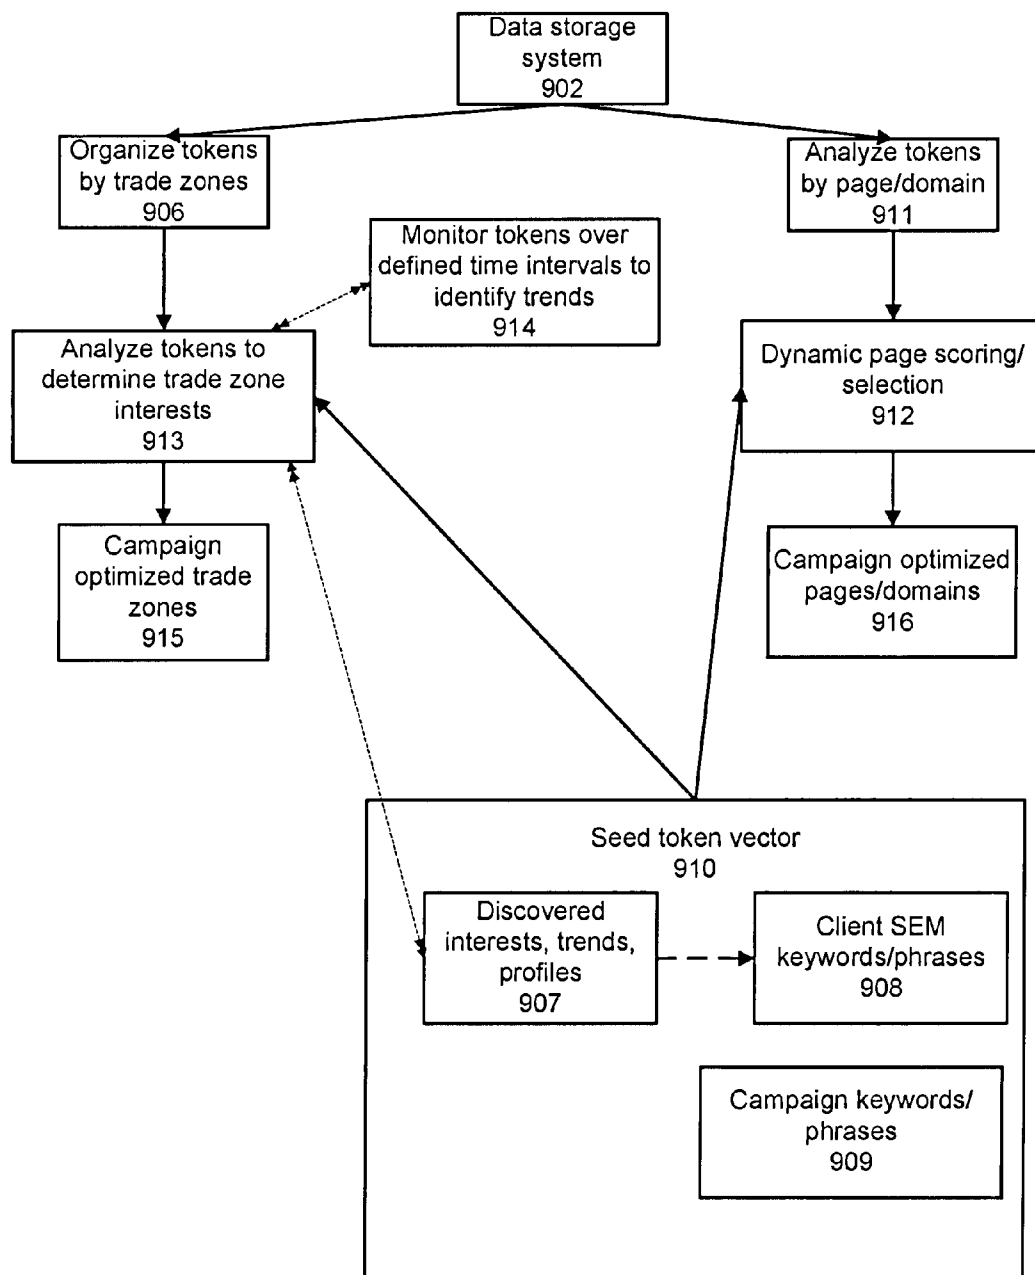 Data storage
system
902
Organize tokens
by trade zones
906
Analyze tokens
by page/domain
911
Monitor tokens over
defined time intervals to
identify trends
914
Analyze tokens to
determine trade zone
interests
913
Dynamic page scoring/
selection
912
Campaign
optimized trade
zones
915
Campaign optimized
pages/domains
916
Seed token vector
910
Discovered
interests, trends,
profiles
907
Client SEM
keywords/phrases
908
Campaign keywords/
phrases
909